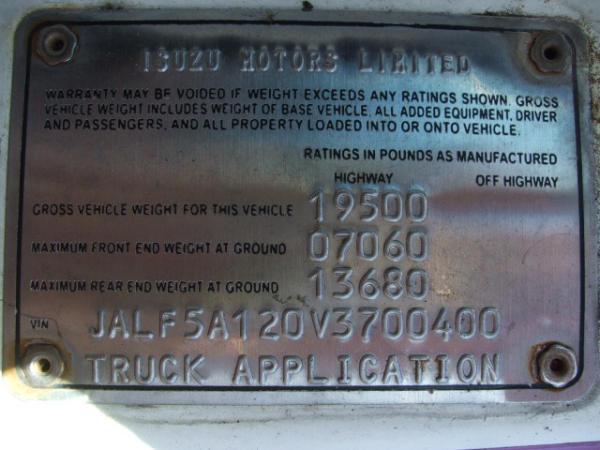 ISUZU MOTORS LIMITED
WARRANTY MAY BE VOIDED IF WEIGHT EXCEEDS ANY RATINGS SHOWN. GROSS
VEHICLE WEIGHT INCLUDES WEIGHT OF BASE VEHICLE, ALL ADDED EQUIPMENT, DRIVER
AND PASSENGERS, AND ALL PROPERTY LOADED INTO OR ONTO VEHICLE.
RATINGS IN POUNDS AS MANUFACTURED
HIGHWAY OFF HIGHWAY
GROSS VEHICLE WEIGHT FOR THIS VEHICLE 19500
MAXIMUM FRONT END WEIGHT AT GROUND 07060
MAXIMUM REAR END WEIGHT AT GROUND 13680
VIN JALF5A120V3700400
TRUCK APPLICATION